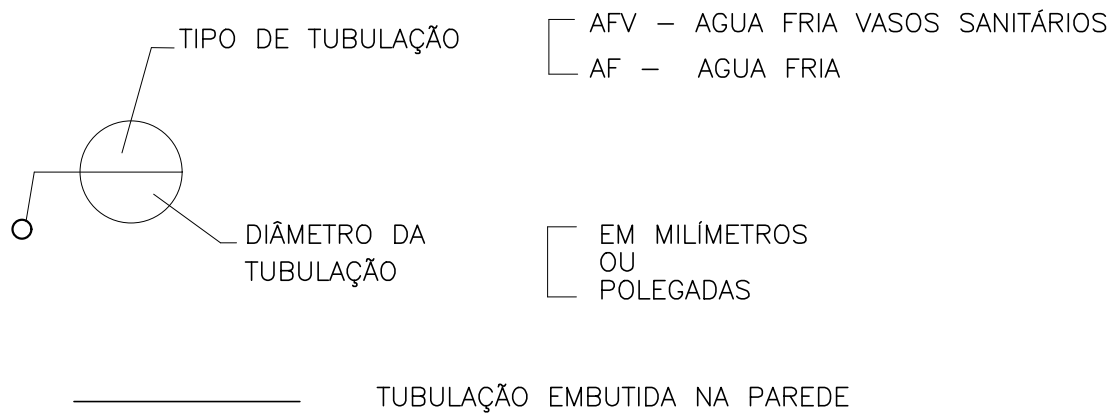 TIPO DE TUBULAÇÃO
AFV – AGUA FRIA VASOS SANITÁRIOS
AF – AGUA FRIA
DIÂMETRO DA
TUBULAÇÃO
EM MILÍMETROS
OU
POLEGADAS
TUBULAÇÃO EMBUTIDA NA PAREDE